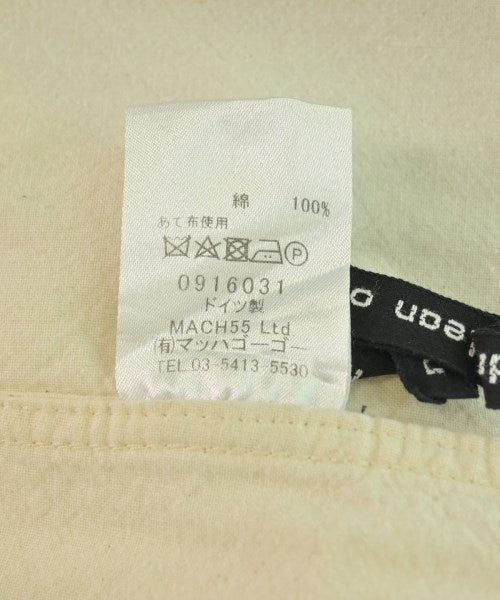 綿 100%
あて布使用
P
0916031
ドイツ製
MACH55 Ltd
(有)マッハゴーゴー
TEL.03-5413-5530